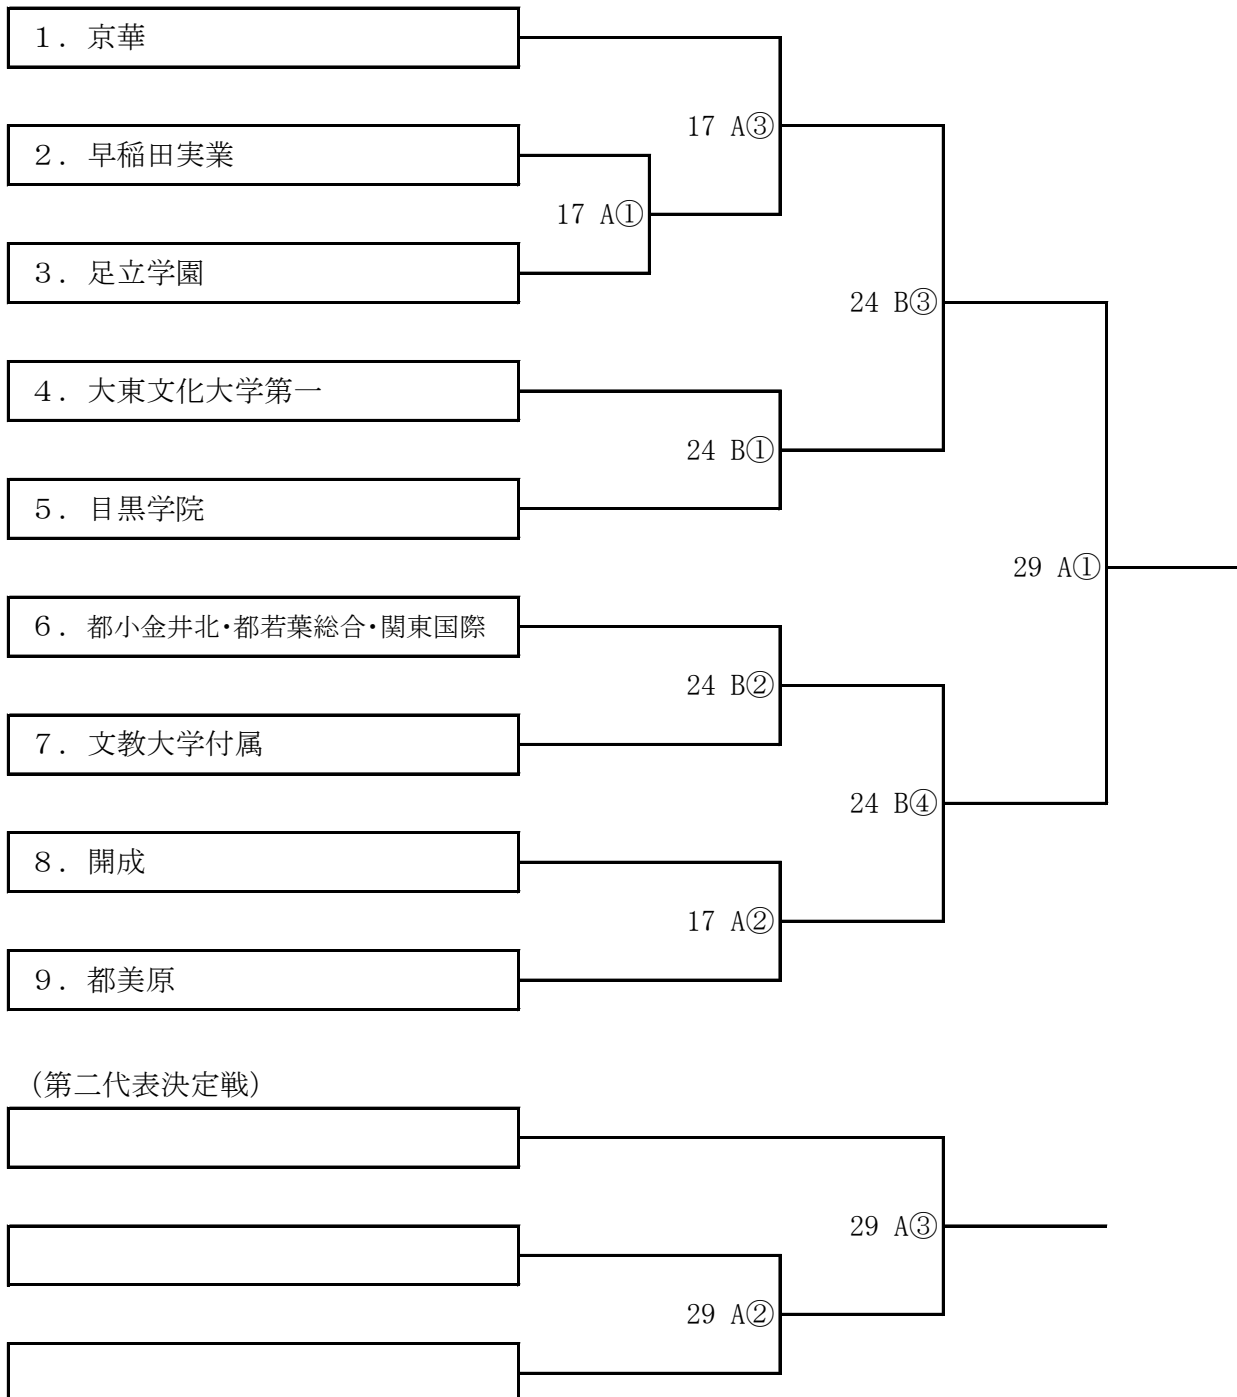 １．京華
17 A③
２．早稲田実業
17 A①
３．足立学園
24 B③
４．大東文化大学第一
24 B①
５．目黒学院
29 A①
６．都小金井北・都若葉総合・関東国際
24 B②
７．文教大学付属
24 B④
８．開成
17 A②
９．都美原
（第二代表決定戦）
29 A③
29 A②